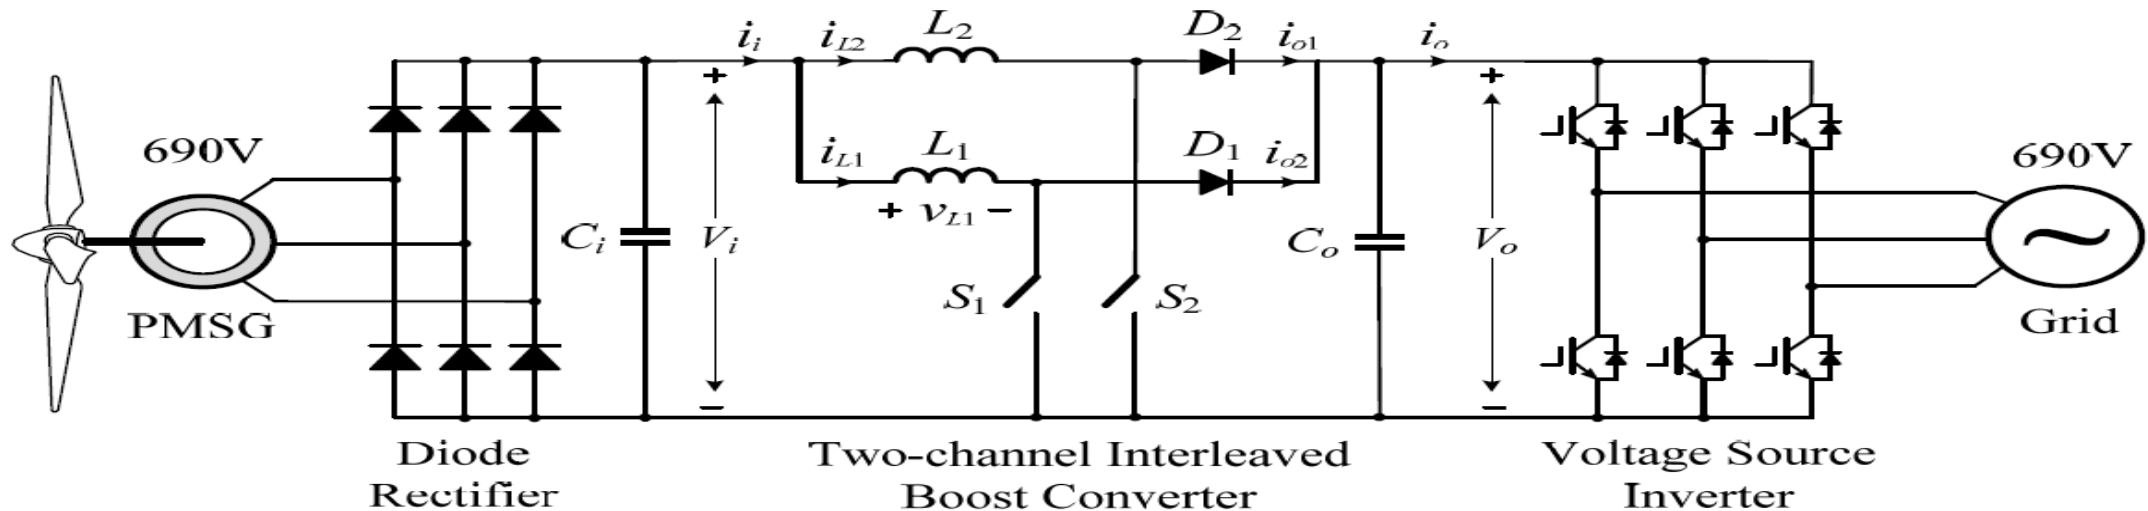 i_i
i_L2
L_2
D_2
i_o1
i_o
+
+
690V
i_L1
L_1
D_1
i_o2
690V
+ v_L1 −
C_i
V_i
C_o
V_o
S_1
S_2
PMSG
Grid
−
−
Diode
Rectifier
Two-channel Interleaved
Boost Converter
Voltage Source
Inverter